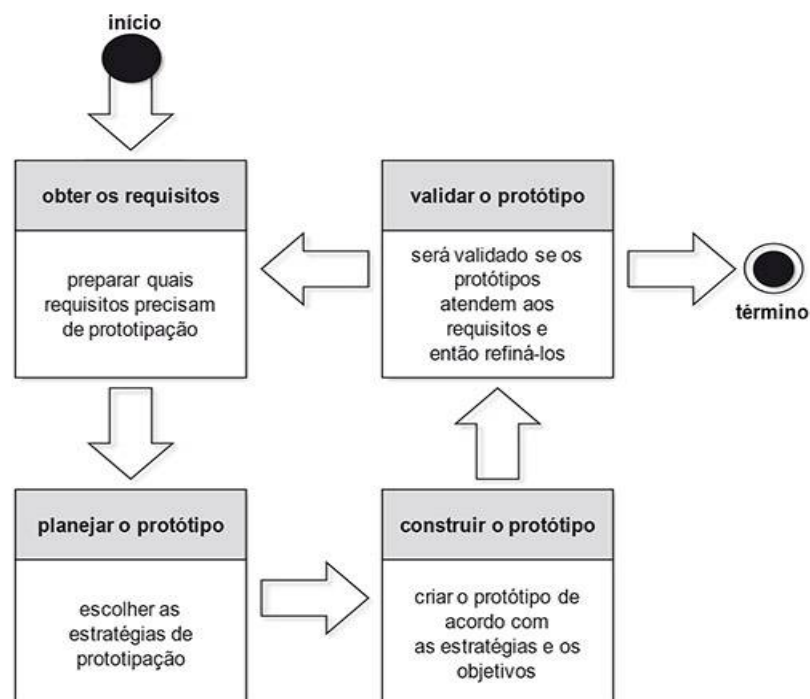 início
obter os requisitos
preparar quais
requisitos precisam
de prototipação
validar o protótipo
será validado se os
protótipos
atendem aos
requisitos e
então refiná-los
término
planejar o protótipo
escolher as
estratégias de
prototipação
construir o protótipo
criar o protótipo de
acordo com
as estratégias e os
objetivos